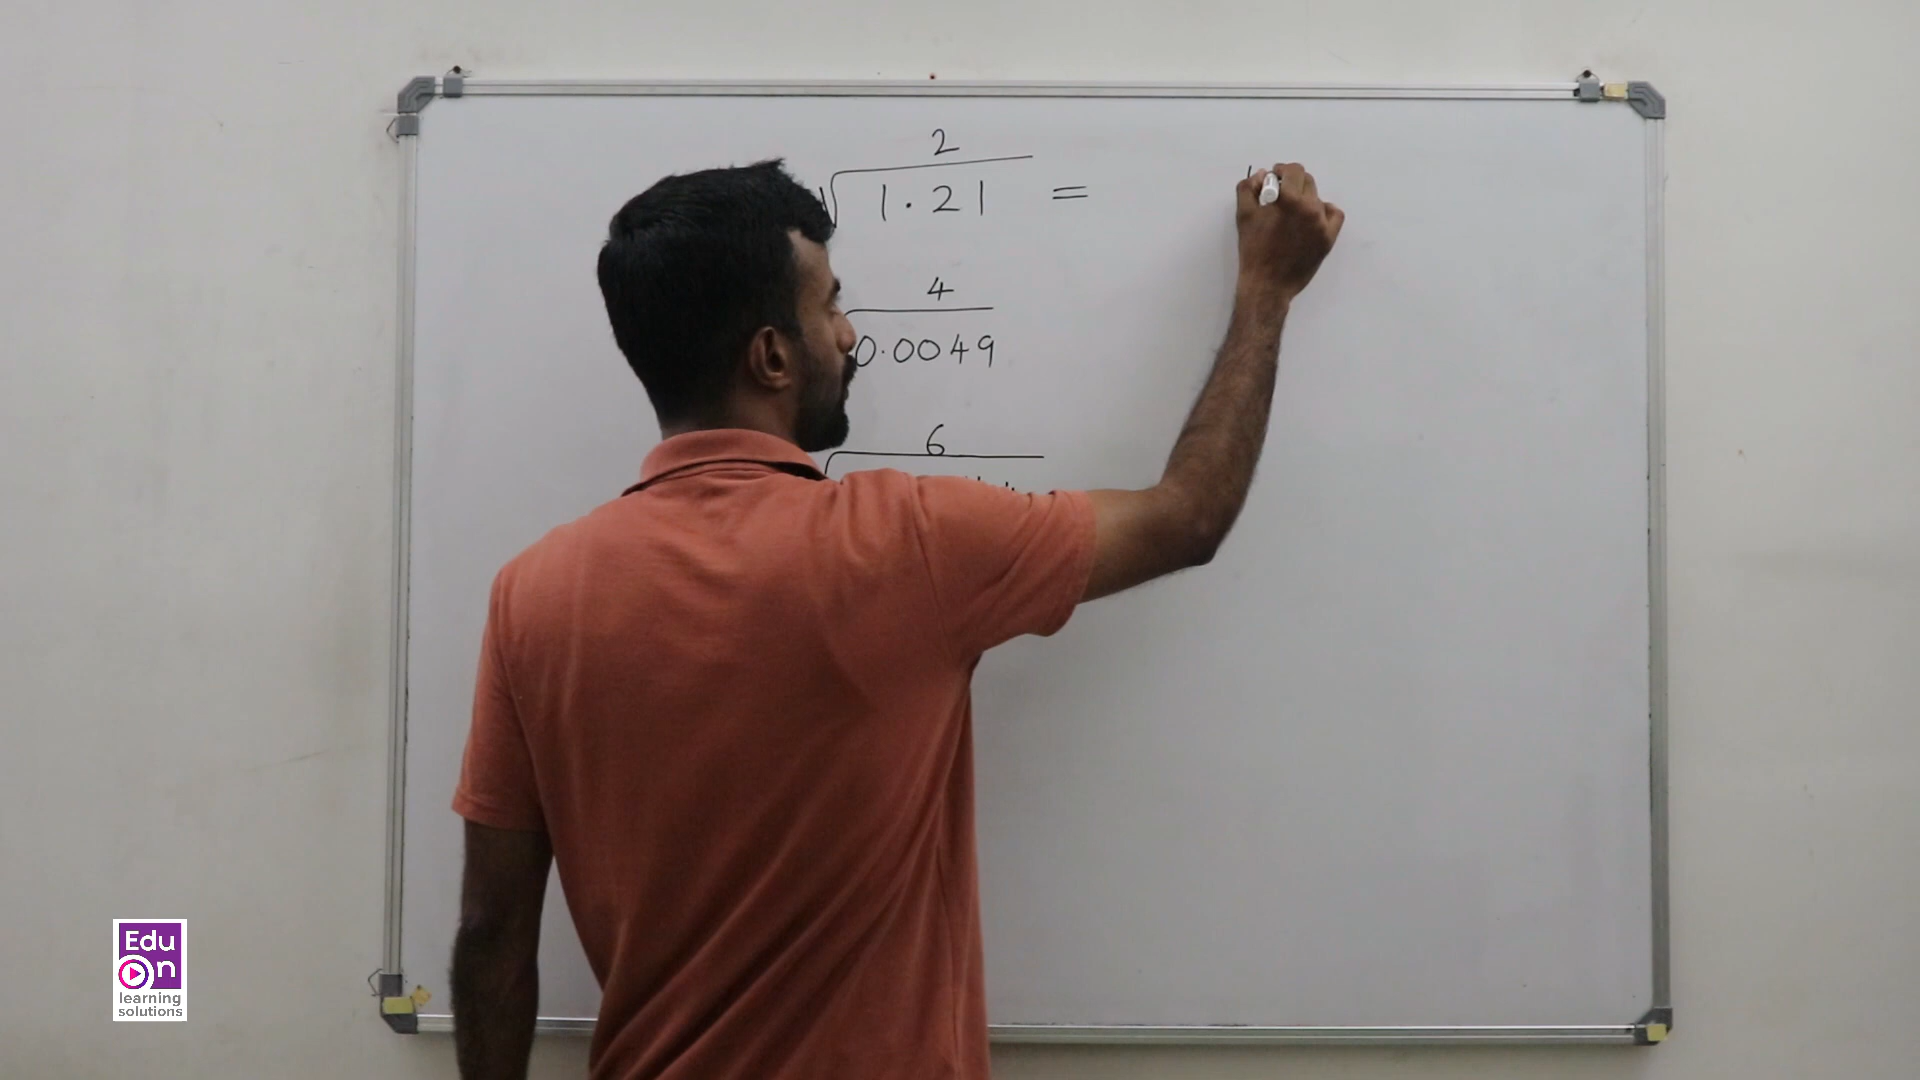 2
√1.21 =
4
0.0049
6
Edu
On
learning
solutions